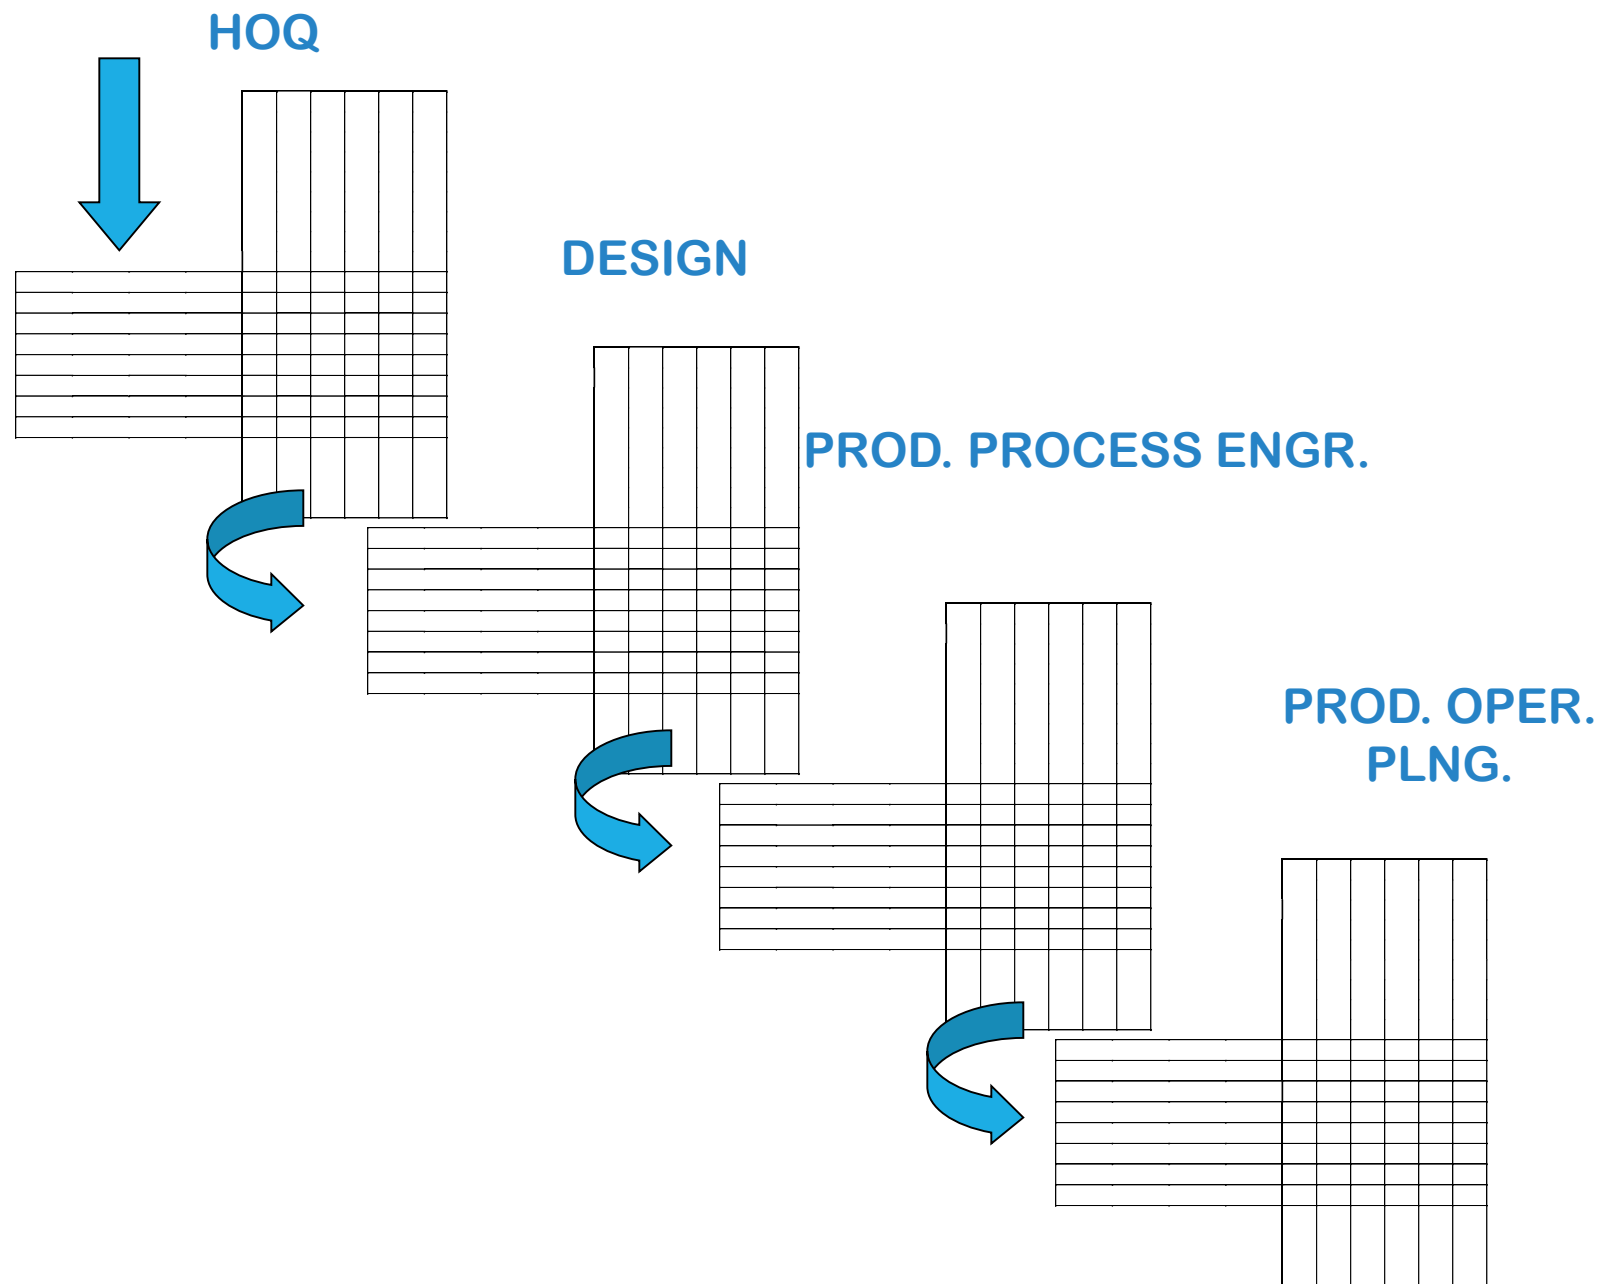 HOQ
DESIGN
PROD. PROCESS ENGR.
PROD. OPER.
PLNG.